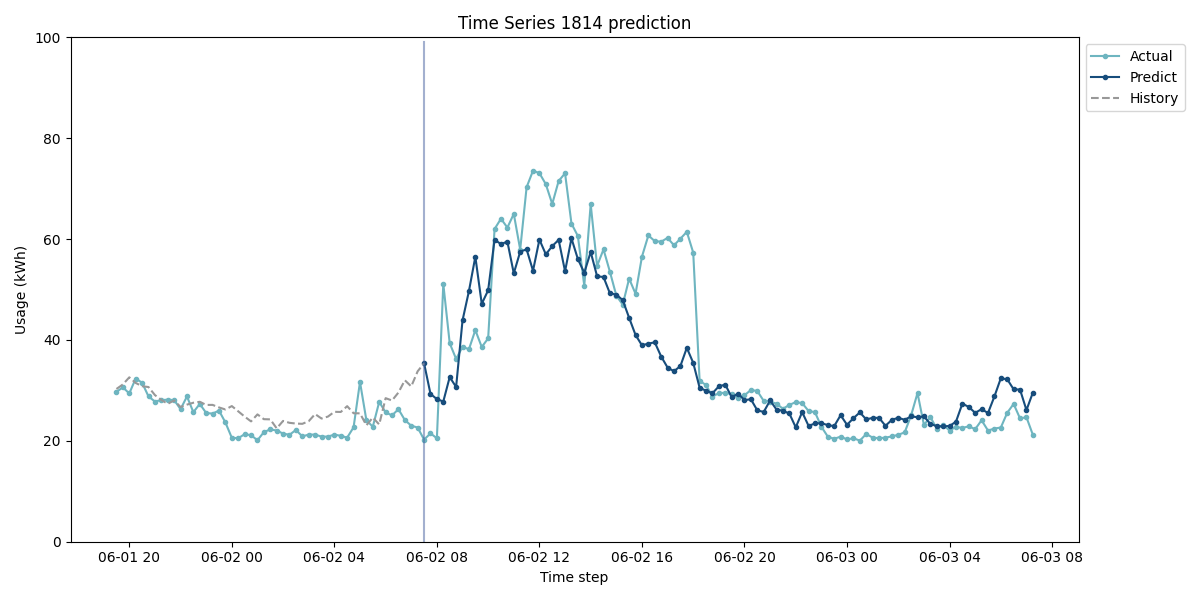 Time Series 1814 prediction
100
80
60
40
20
0
Usage (kWh)
06-01 20
06-02 00
06-02 04
06-02 08
06-02 12
06-02 16
06-02 20
06-03 00
06-03 04
06-03 08
Time step
Actual
Predict
History